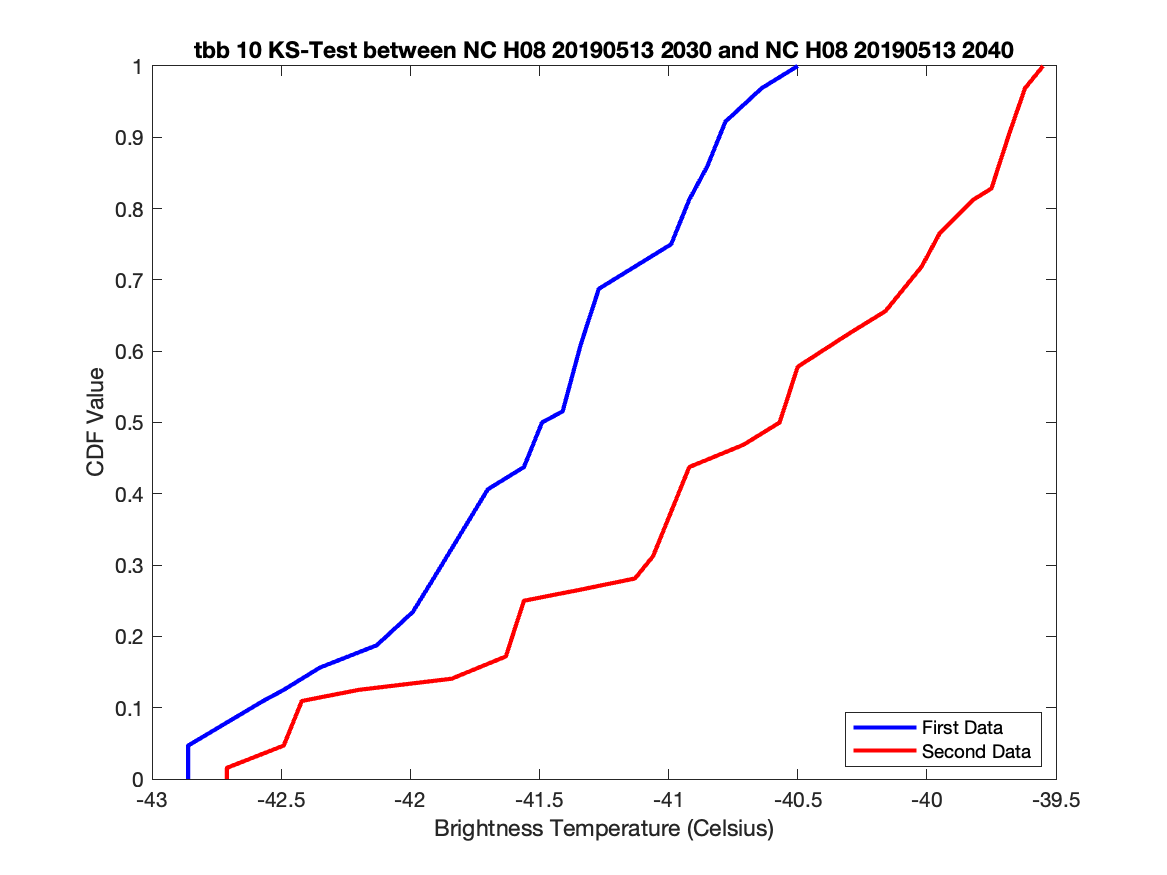 tbb 10 KS-Test between NC H08 20190513 2030 and NC H08 20190513 2040
1
0.9
0.8
0.7
0.6
0.5
0.4
0.3
0.2
0.1
0
CDF Value
First Data
Second Data
-43 -42.5 -42 -41.5 -41 -40.5 -40 -39.5
Brightness Temperature (Celsius)